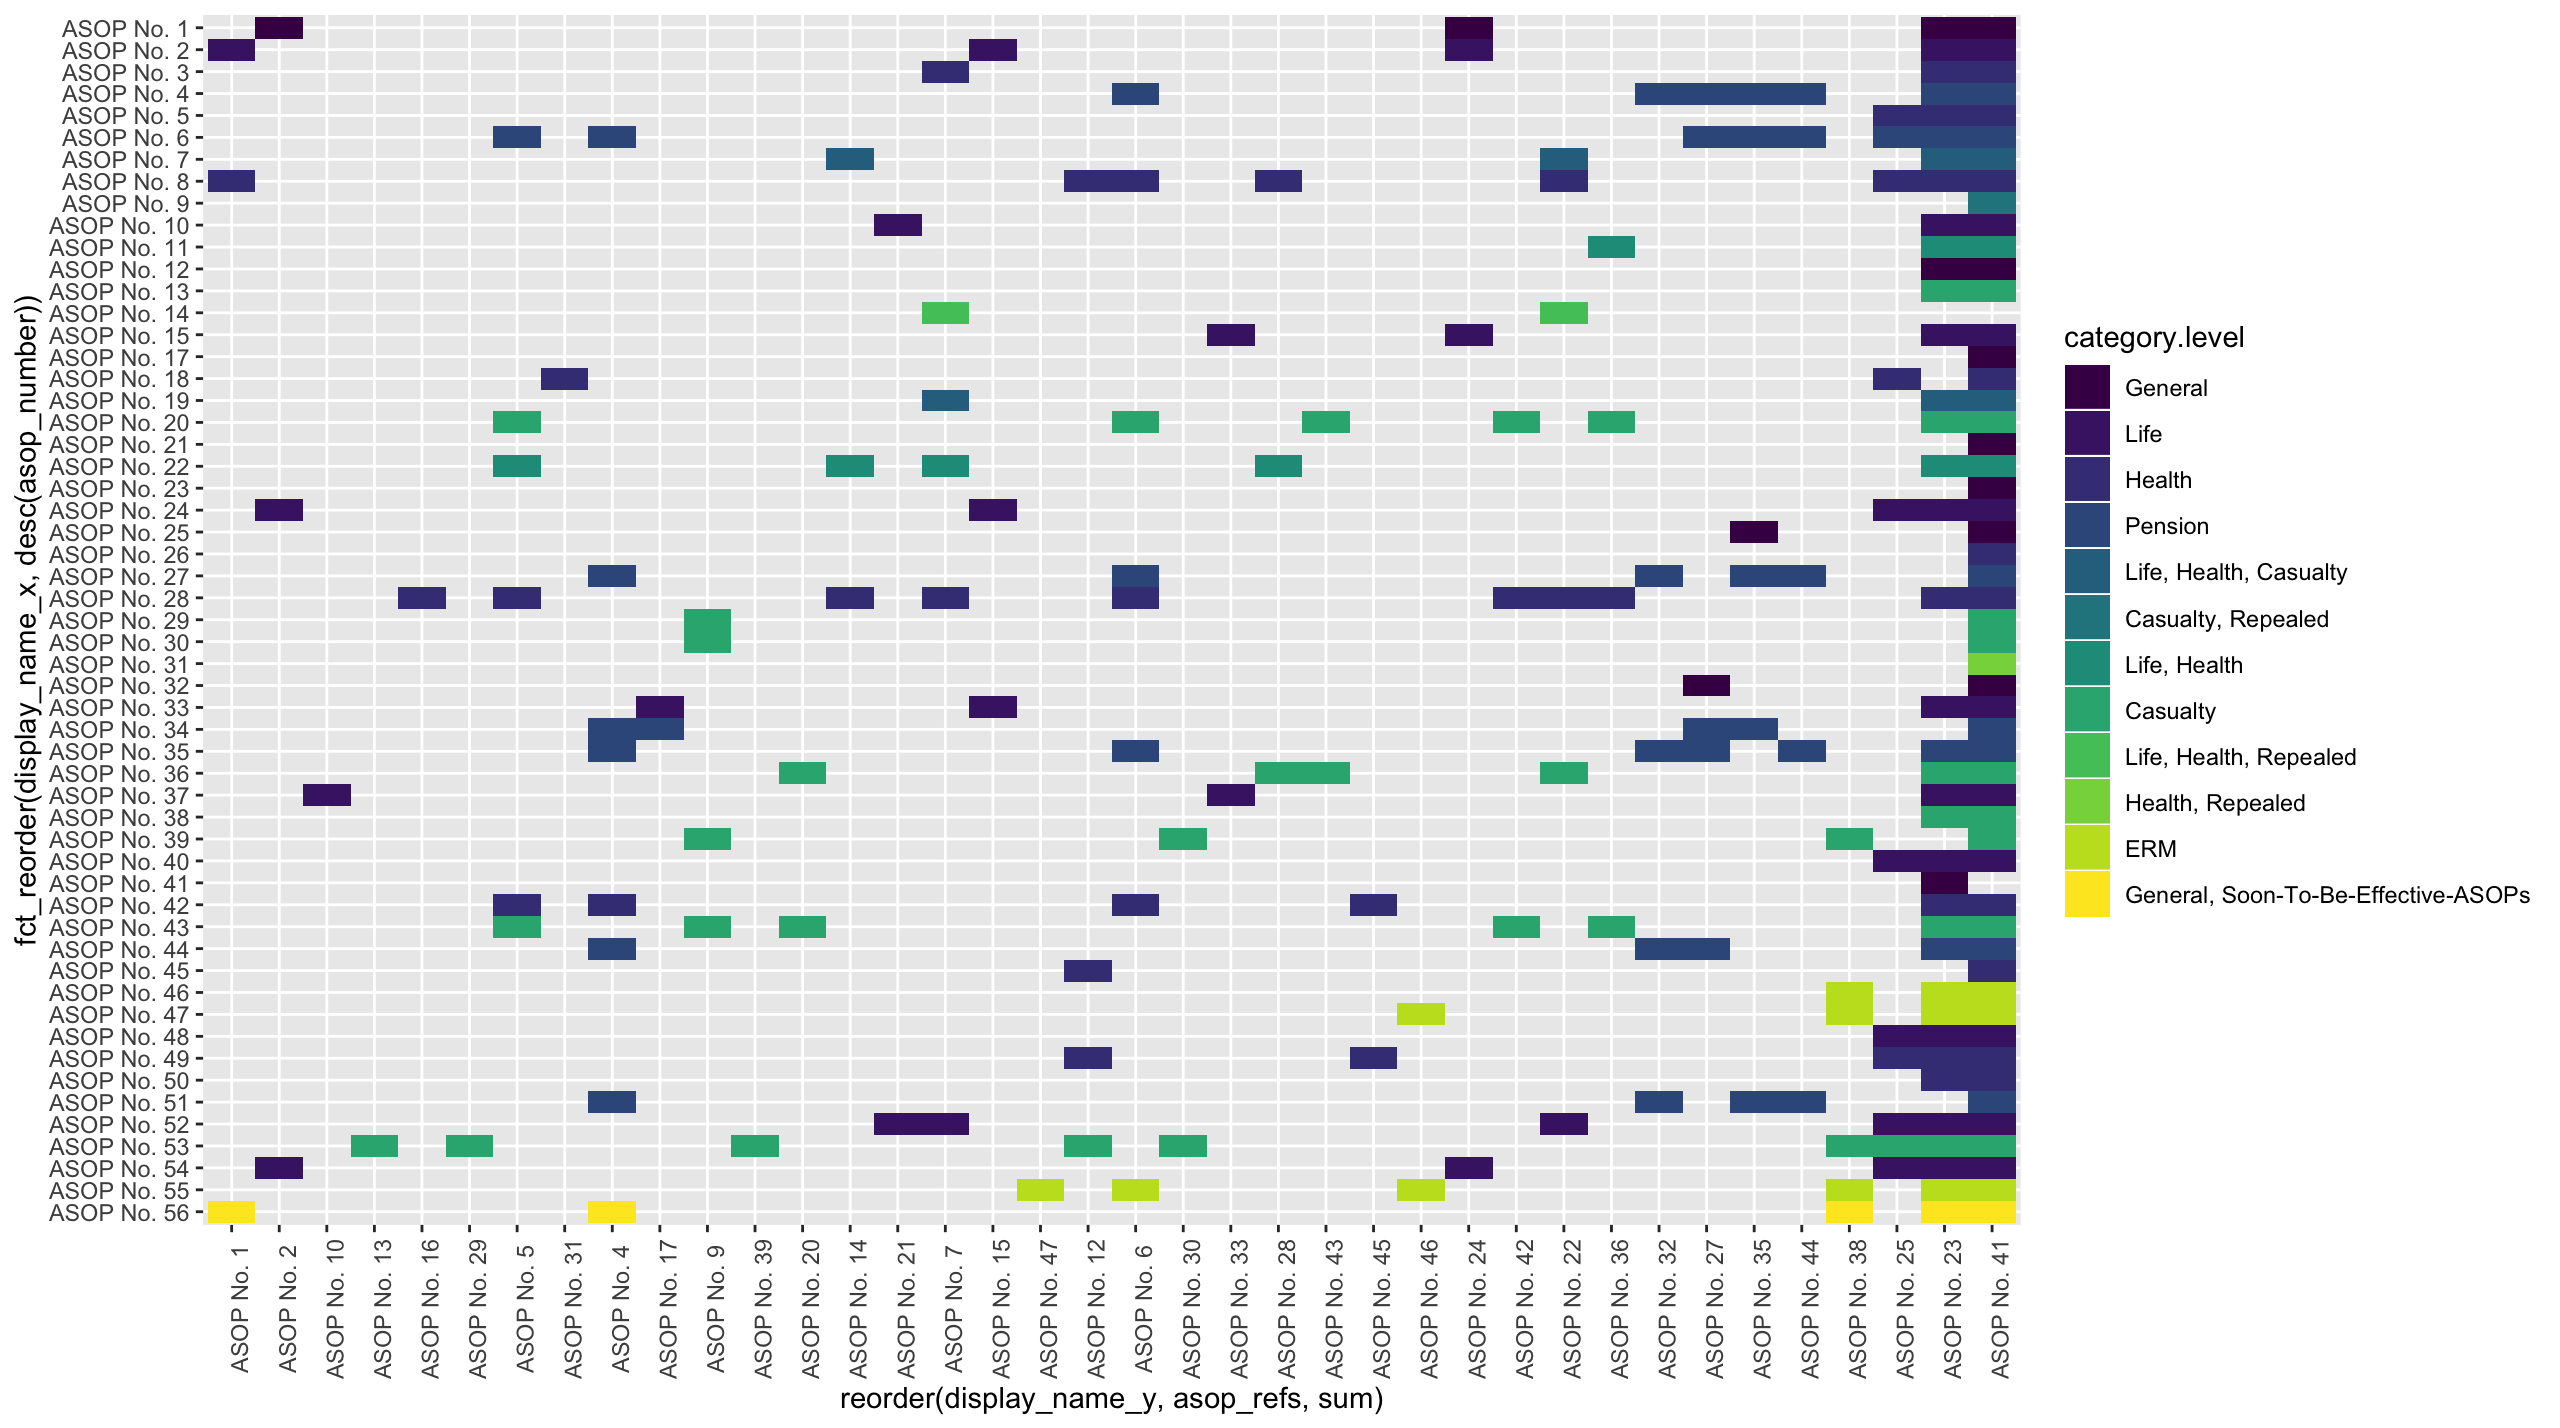 ASOP No. 1
ASOP No. 2
ASOP No. 3
ASOP No. 4
ASOP No. 5
ASOP No. 6
ASOP No. 7
ASOP No. 8
ASOP No. 9
ASOP No. 10
ASOP No. 11
ASOP No. 12
ASOP No. 13
ASOP No. 14
ASOP No. 15
ASOP No. 17
ASOP No. 18
ASOP No. 19
ASOP No. 20
ASOP No. 21
ASOP No. 22
ASOP No. 23
ASOP No. 24
ASOP No. 25
ASOP No. 26
ASOP No. 27
ASOP No. 28
ASOP No. 29
ASOP No. 30
ASOP No. 31
ASOP No. 32
ASOP No. 33
ASOP No. 34
ASOP No. 35
ASOP No. 36
ASOP No. 37
ASOP No. 38
ASOP No. 39
ASOP No. 40
ASOP No. 41
ASOP No. 42
ASOP No. 43
ASOP No. 44
ASOP No. 45
ASOP No. 46
ASOP No. 47
ASOP No. 48
ASOP No. 49
ASOP No. 50
ASOP No. 51
ASOP No. 52
ASOP No. 53
ASOP No. 54
ASOP No. 55
ASOP No. 56
fct_reorder(display_name_x, desc(asop_number))
ASOP No. 1
ASOP No. 2
ASOP No. 10
ASOP No. 13
ASOP No. 16
ASOP No. 29
ASOP No. 5
ASOP No. 31
ASOP No. 4
ASOP No. 17
ASOP No. 9
ASOP No. 39
ASOP No. 20
ASOP No. 14
ASOP No. 21
ASOP No. 7
ASOP No. 15
ASOP No. 47
ASOP No. 12
ASOP No. 6
ASOP No. 30
ASOP No. 33
ASOP No. 28
ASOP No. 43
ASOP No. 45
ASOP No. 46
ASOP No. 24
ASOP No. 42
ASOP No. 22
ASOP No. 36
ASOP No. 32
ASOP No. 27
ASOP No. 35
ASOP No. 44
ASOP No. 38
ASOP No. 25
ASOP No. 23
ASOP No. 41
reorder(display_name_y, asop_refs, sum)
category.level
General
Life
Health
Pension
Life, Health, Casualty
Casualty, Repealed
Life, Health
Casualty
Life, Health, Repealed
Health, Repealed
ERM
General, Soon-To-Be-Effective-ASOPs